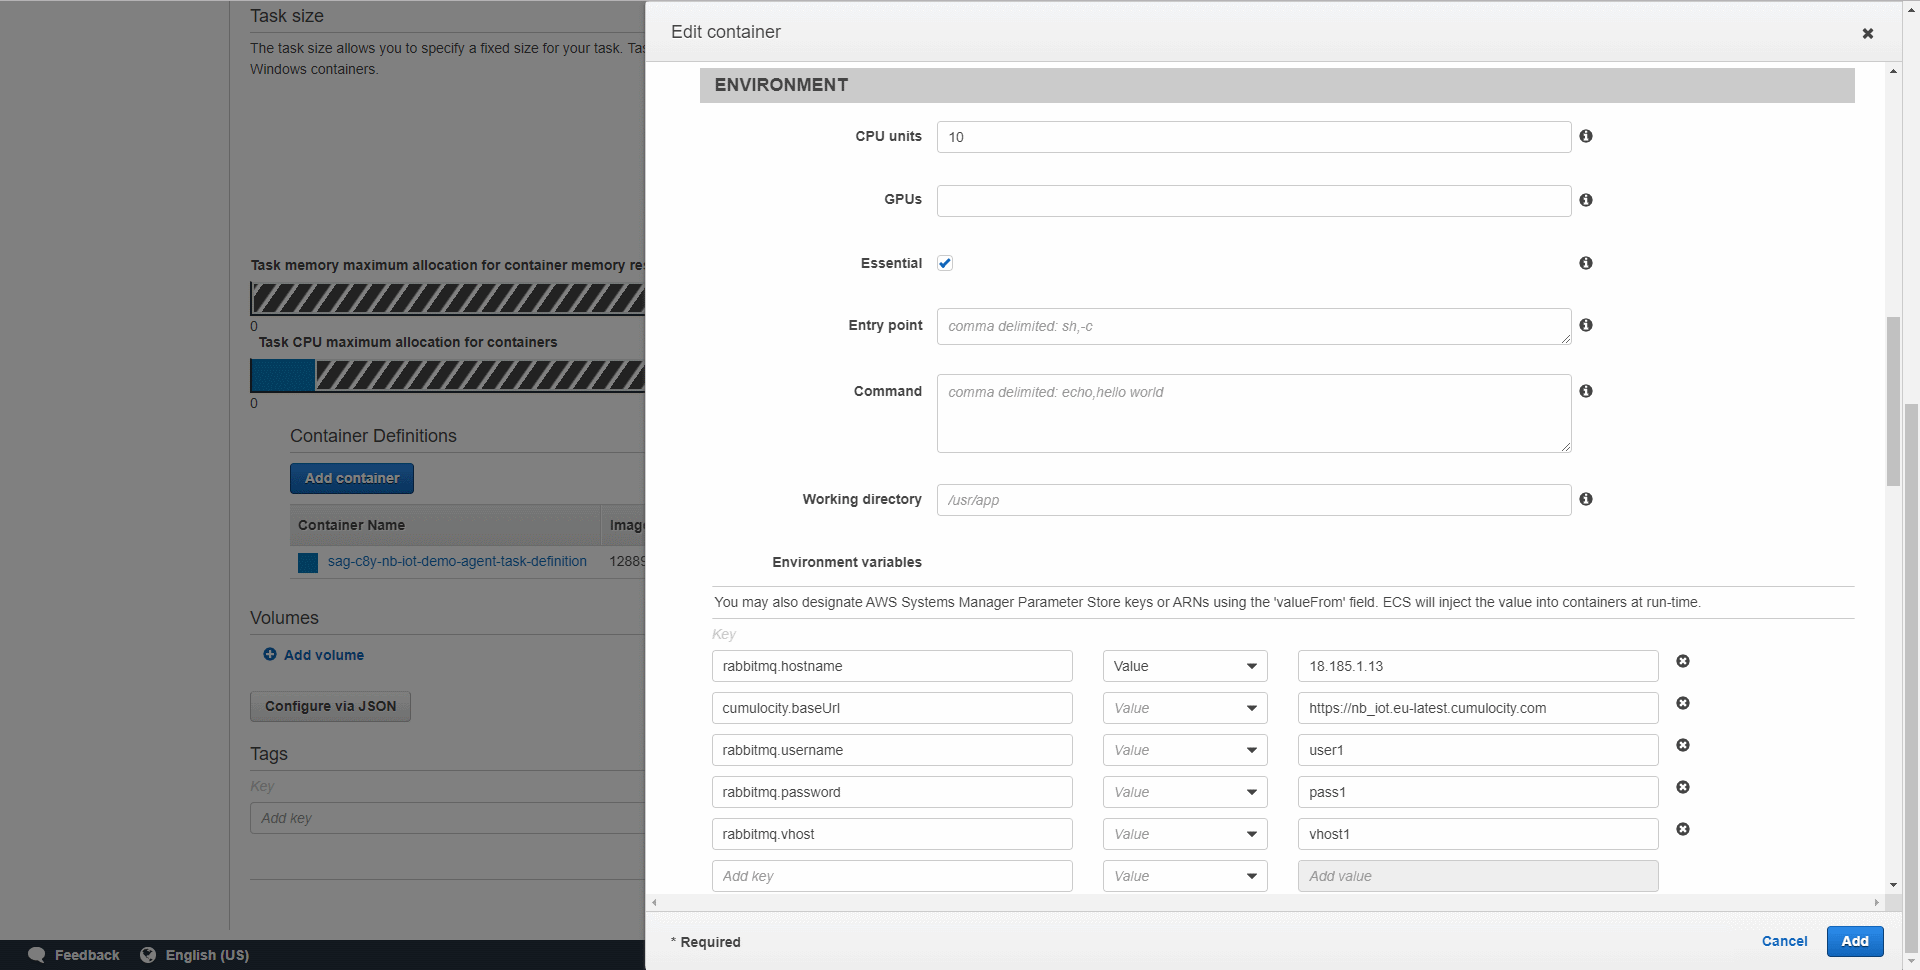 Task size
The task size allows you to specify a fixed size for your task. Tas
Windows containers.
Task memory maximum allocation for container memory res
0
Task CPU maximum allocation for containers
0
Container Definitions
Add container
Container Name
Image
sag-c8y-nb-iot-demo-agent-task-definition
12889
Volumes
Add volume
Configure via JSON
Tags
Key
Add key
Feedback
English (US)
Edit container
ENVIRONMENT
CPU units
10
GPUs
Essential
Entry point
comma delimited: sh,-c
Command
comma delimited: echo,hello world
Working directory
/usr/app
Environment variables
You may also designate AWS Systems Manager Parameter Store keys or ARNs using the 'valueFrom' field. ECS will inject the value into containers at run-time.
Key
rabbitmq.hostname Value 18.185.1.13
cumulocity.baseUrl Value https://nb_iot.eu-latest.cumulocity.com
rabbitmq.username Value user1
rabbitmq.password Value pass1
rabbitmq.vhost Value vhost1
Add key Value Add value
* Required
Cancel
Add